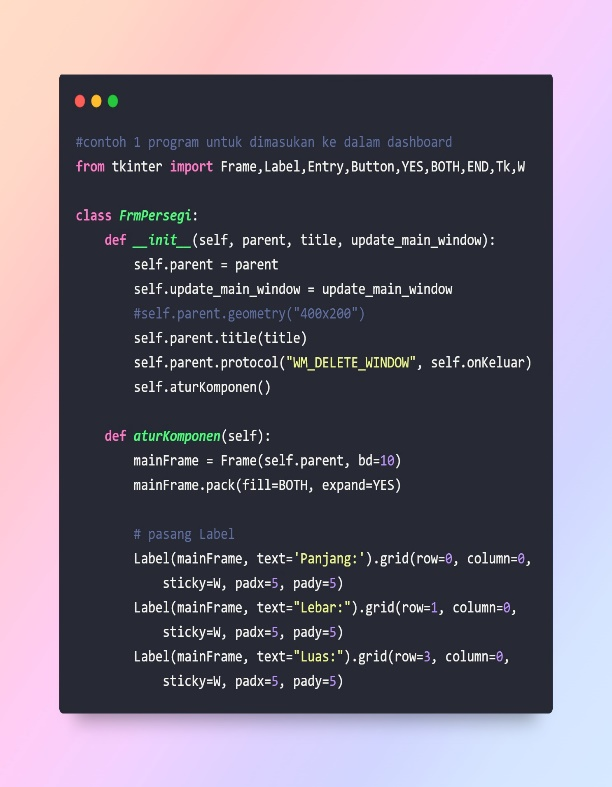 #contoh 1 program untuk dimasukan ke dalam dashboard
from tkinter import Frame,Label,Entry,Button,YES,BOTH,END,Tk,W
class FrmPersegi:
    def __init__(self, parent, title, update_main_window):
        self.parent = parent
        self.update_main_window = update_main_window
        #self.parent.geometry("400x200")
        self.parent.title(title)
        self.parent.protocol("WM_DELETE_WINDOW", self.onKeluar)
        self.aturKomponen()
    def aturKomponen(self):
        mainFrame = Frame(self.parent, bd=10)
        mainFrame.pack(fill=BOTH, expand=YES)
        # pasang Label
        Label(mainFrame, text='Panjang:').grid(row=0, column=0,
            sticky=W, padx=5, pady=5)
        Label(mainFrame, text="Lebar:").grid(row=1, column=0,
            sticky=W, padx=5, pady=5)
        Label(mainFrame, text="Luas:").grid(row=3, column=0,
            sticky=W, padx=5, pady=5)